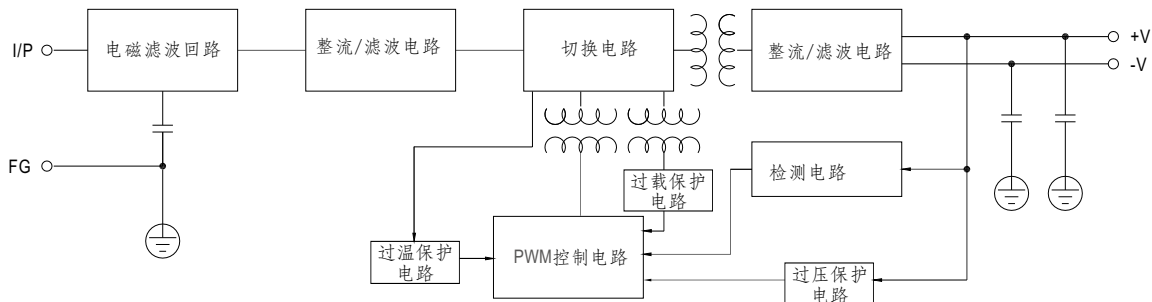 I/P
电磁滤波回路
整流/滤波电路
切换电路
整流/滤波电路
+V
-V
FG
过载保护
电路
检测电路
过温保护
电路
PWM控制电路
过压保护
电路